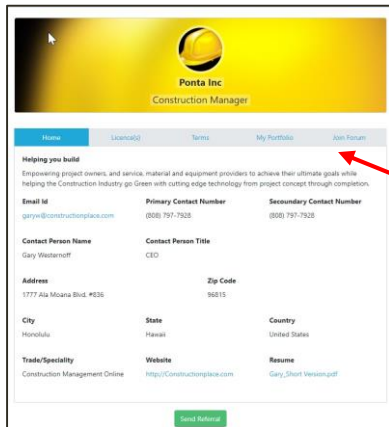 Ponta Inc
Construction Manager
Home Licence(s) Terms My Portfolio Join Forum
Helping you build
Empowering project owners, and service, material and equipment providers to achieve their ultimate goals while
helping the Construction Industry go Green with cutting edge technology from project concept through completion.
Email Id Primary Contact Number Secoundary Contact Number
garyw@constructionplace.com (808) 797-7928 (808) 797-7928
Contact Person Name Contact Person Title
Gary Westernoff CEO
Address Zip Code
1777 Ala Moana Blvd, #836 96815
City State Country
Honolulu Hawaii United States
Trade/Speciality Website Resume
Construction Management Online http://Constructionplace.com Gary_Short Version.pdf
Send Referral